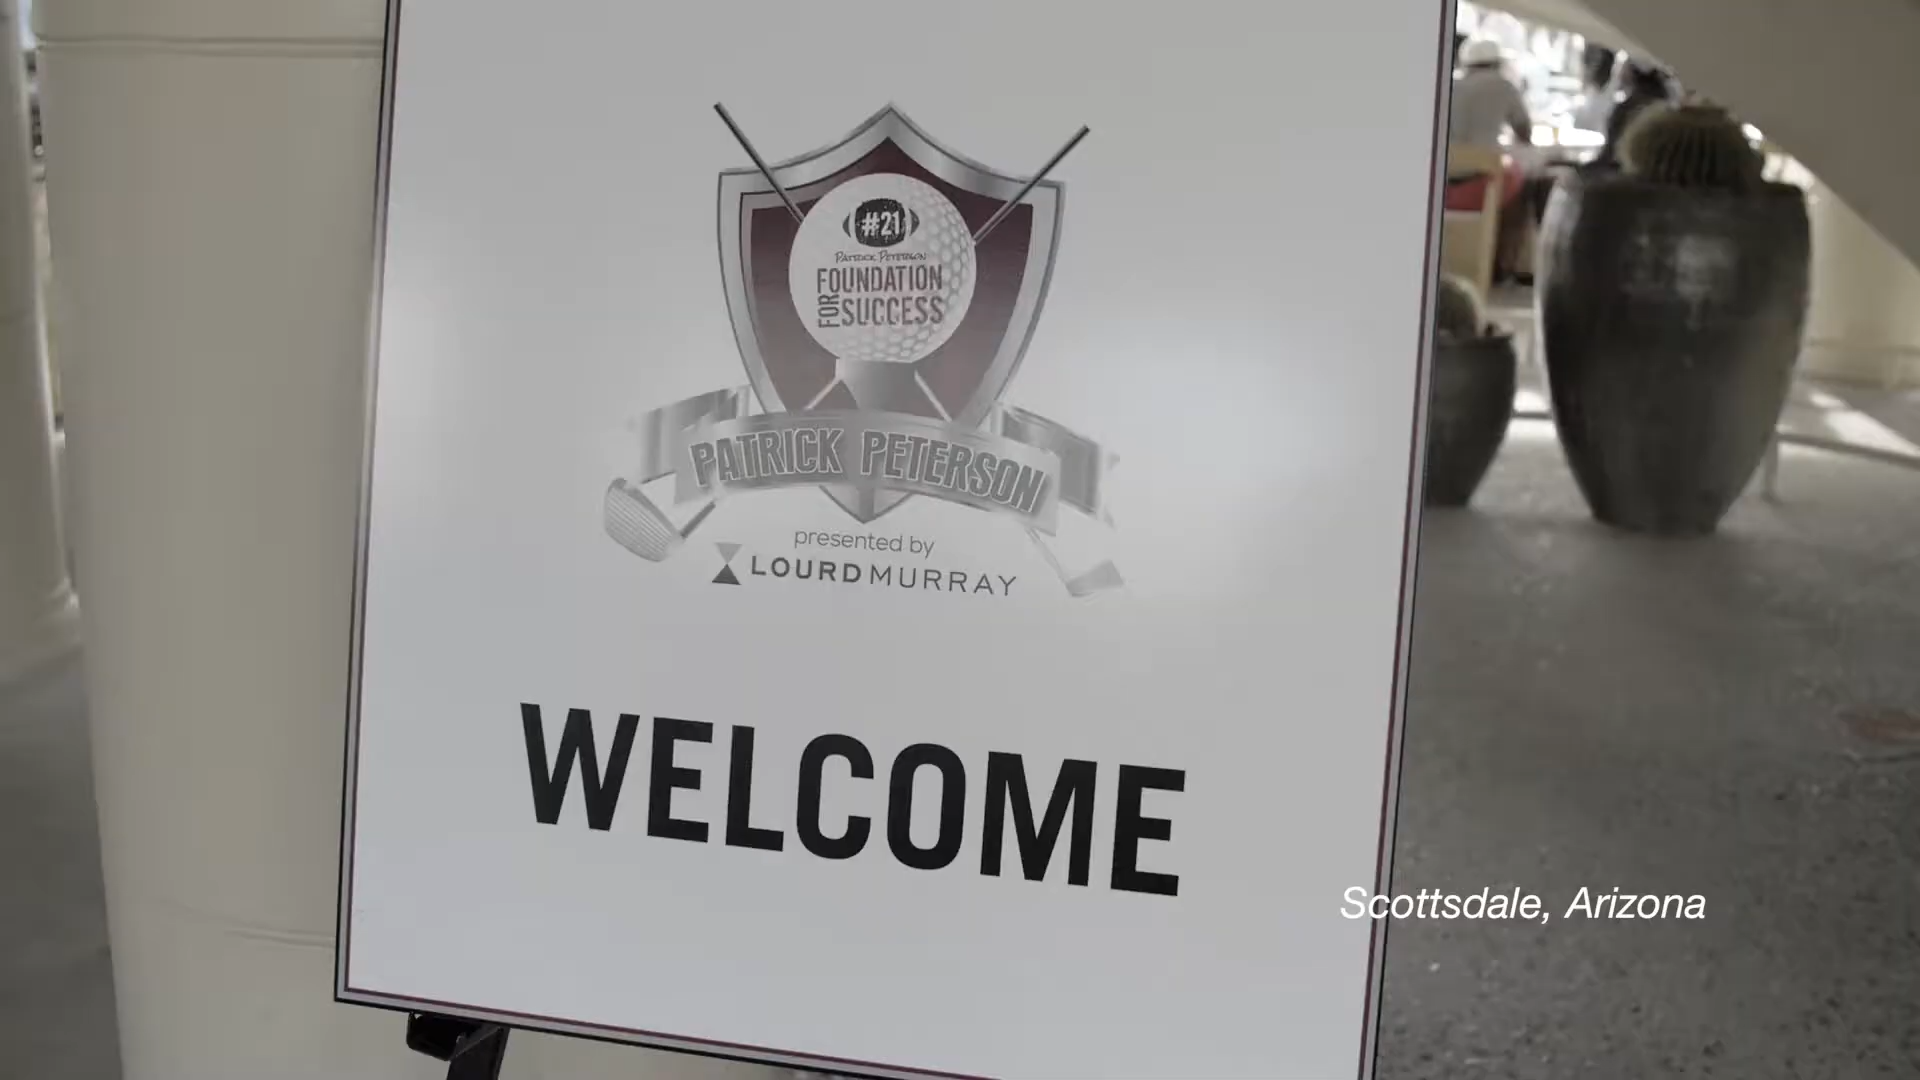 #21
PATRICK PETERSON
FOUNDATION
FOR SUCCESS
PATRICK PETERSON
presented by
LOURDMURRAY
WELCOME
Scottsdale, Arizona